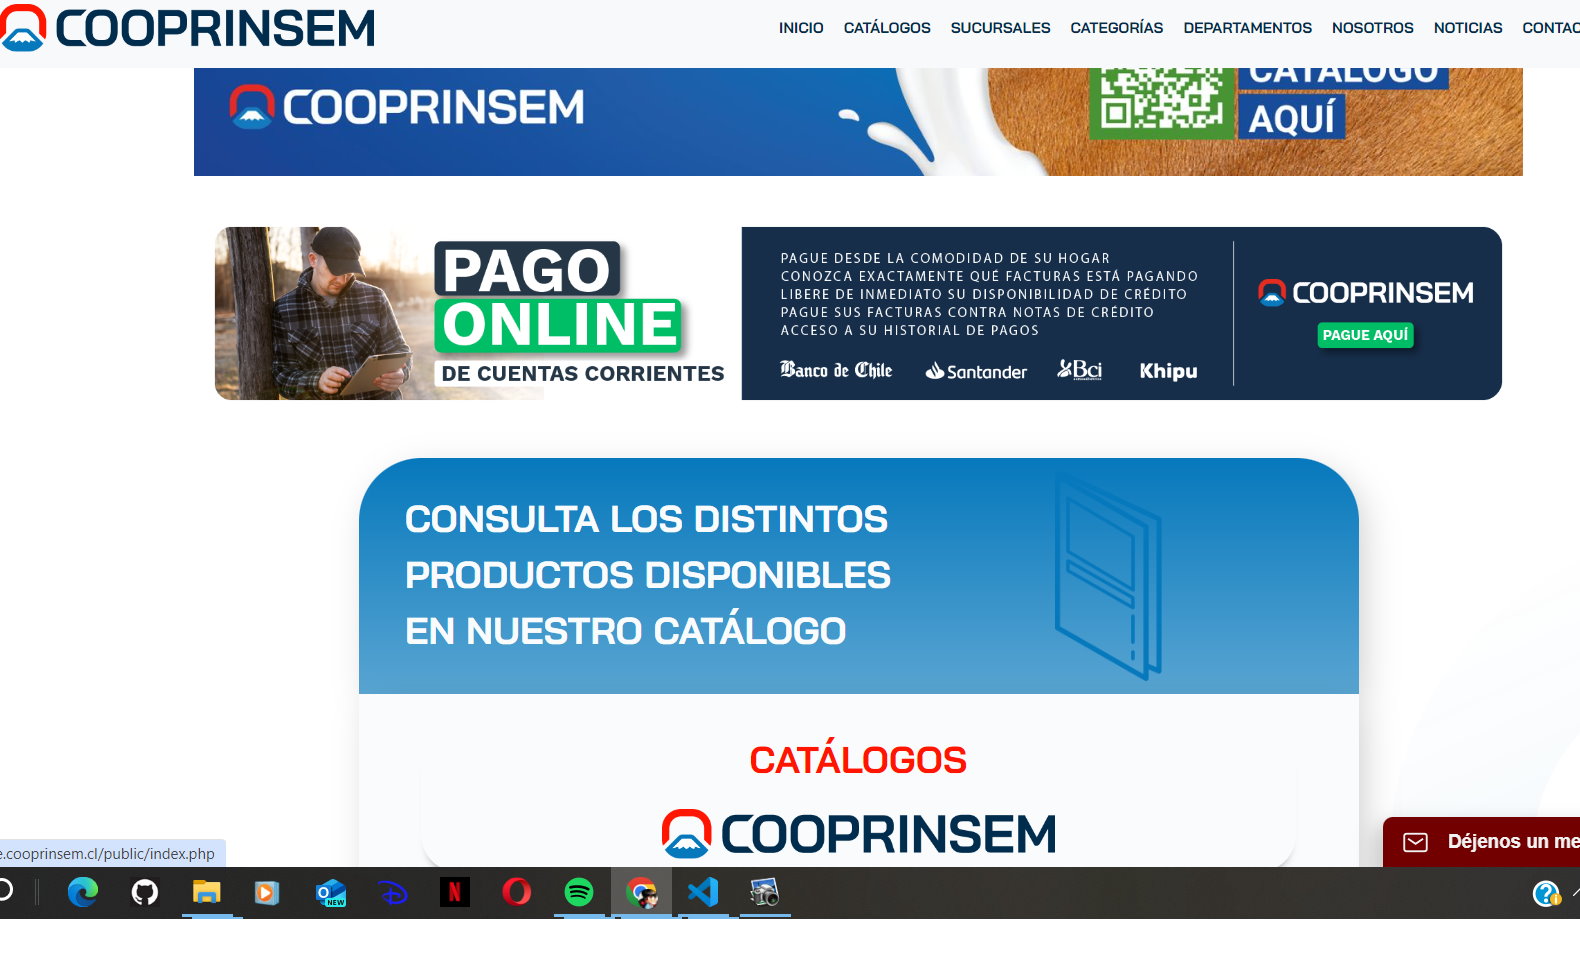 COOPRINSEM
INICIO CATÁLOGOS SUCURSALES CATEGORÍAS DEPARTAMENTOS NOSOTROS NOTICIAS
COOPRINSEM
CATÁLOGO
AQUÍ
PAGO
ONLINE
DE CUENTAS CORRIENTES
PAGUE DESDE LA COMODIDAD DE SU HOGAR
CONOZCA EXACTAMENTE QUÉ FACTURAS ESTÁ PAGANDO
LIBERE DE INMEDIATO SU DISPONIBILIDAD DE CRÉDITO
PAGUE SUS FACTURAS CONTRA NOTAS DE CRÉDITO
ACCESO A SU HISTORIAL DE PAGOS
Banco de Chile Santander Bci Khipu
COOPRINSEM
PAGUE AQUÍ
CONSULTA LOS DISTINTOS
PRODUCTOS DISPONIBLES
EN NUESTRO CATÁLOGO
CATÁLOGOS
COOPRINSEM
Déjenos un me
e.cooprinsem.cl/public/index.php
NEW